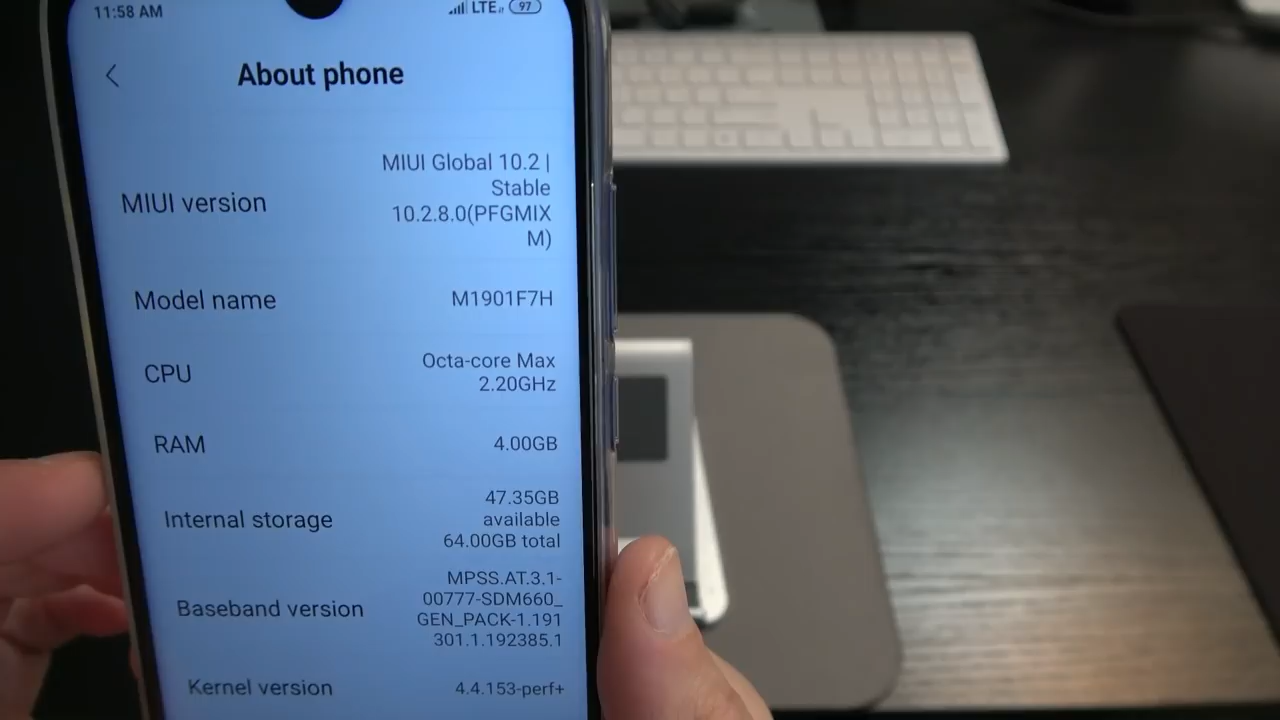 11:58 AM
LTE 97
About phone
MIUI version
MIUI Global 10.2 |
Stable
10.2.8.0(PFGMIX
M)
Model name
M1901F7H
CPU
Octa-core Max
2.20GHz
RAM
4.00GB
Internal storage
47.35GB
available
64.00GB total
Baseband version
MPSS.AT.3.1-
00777-SDM660_
GEN_PACK-1.191
301.1.192385.1
Kernel version
4.4.153-perf+